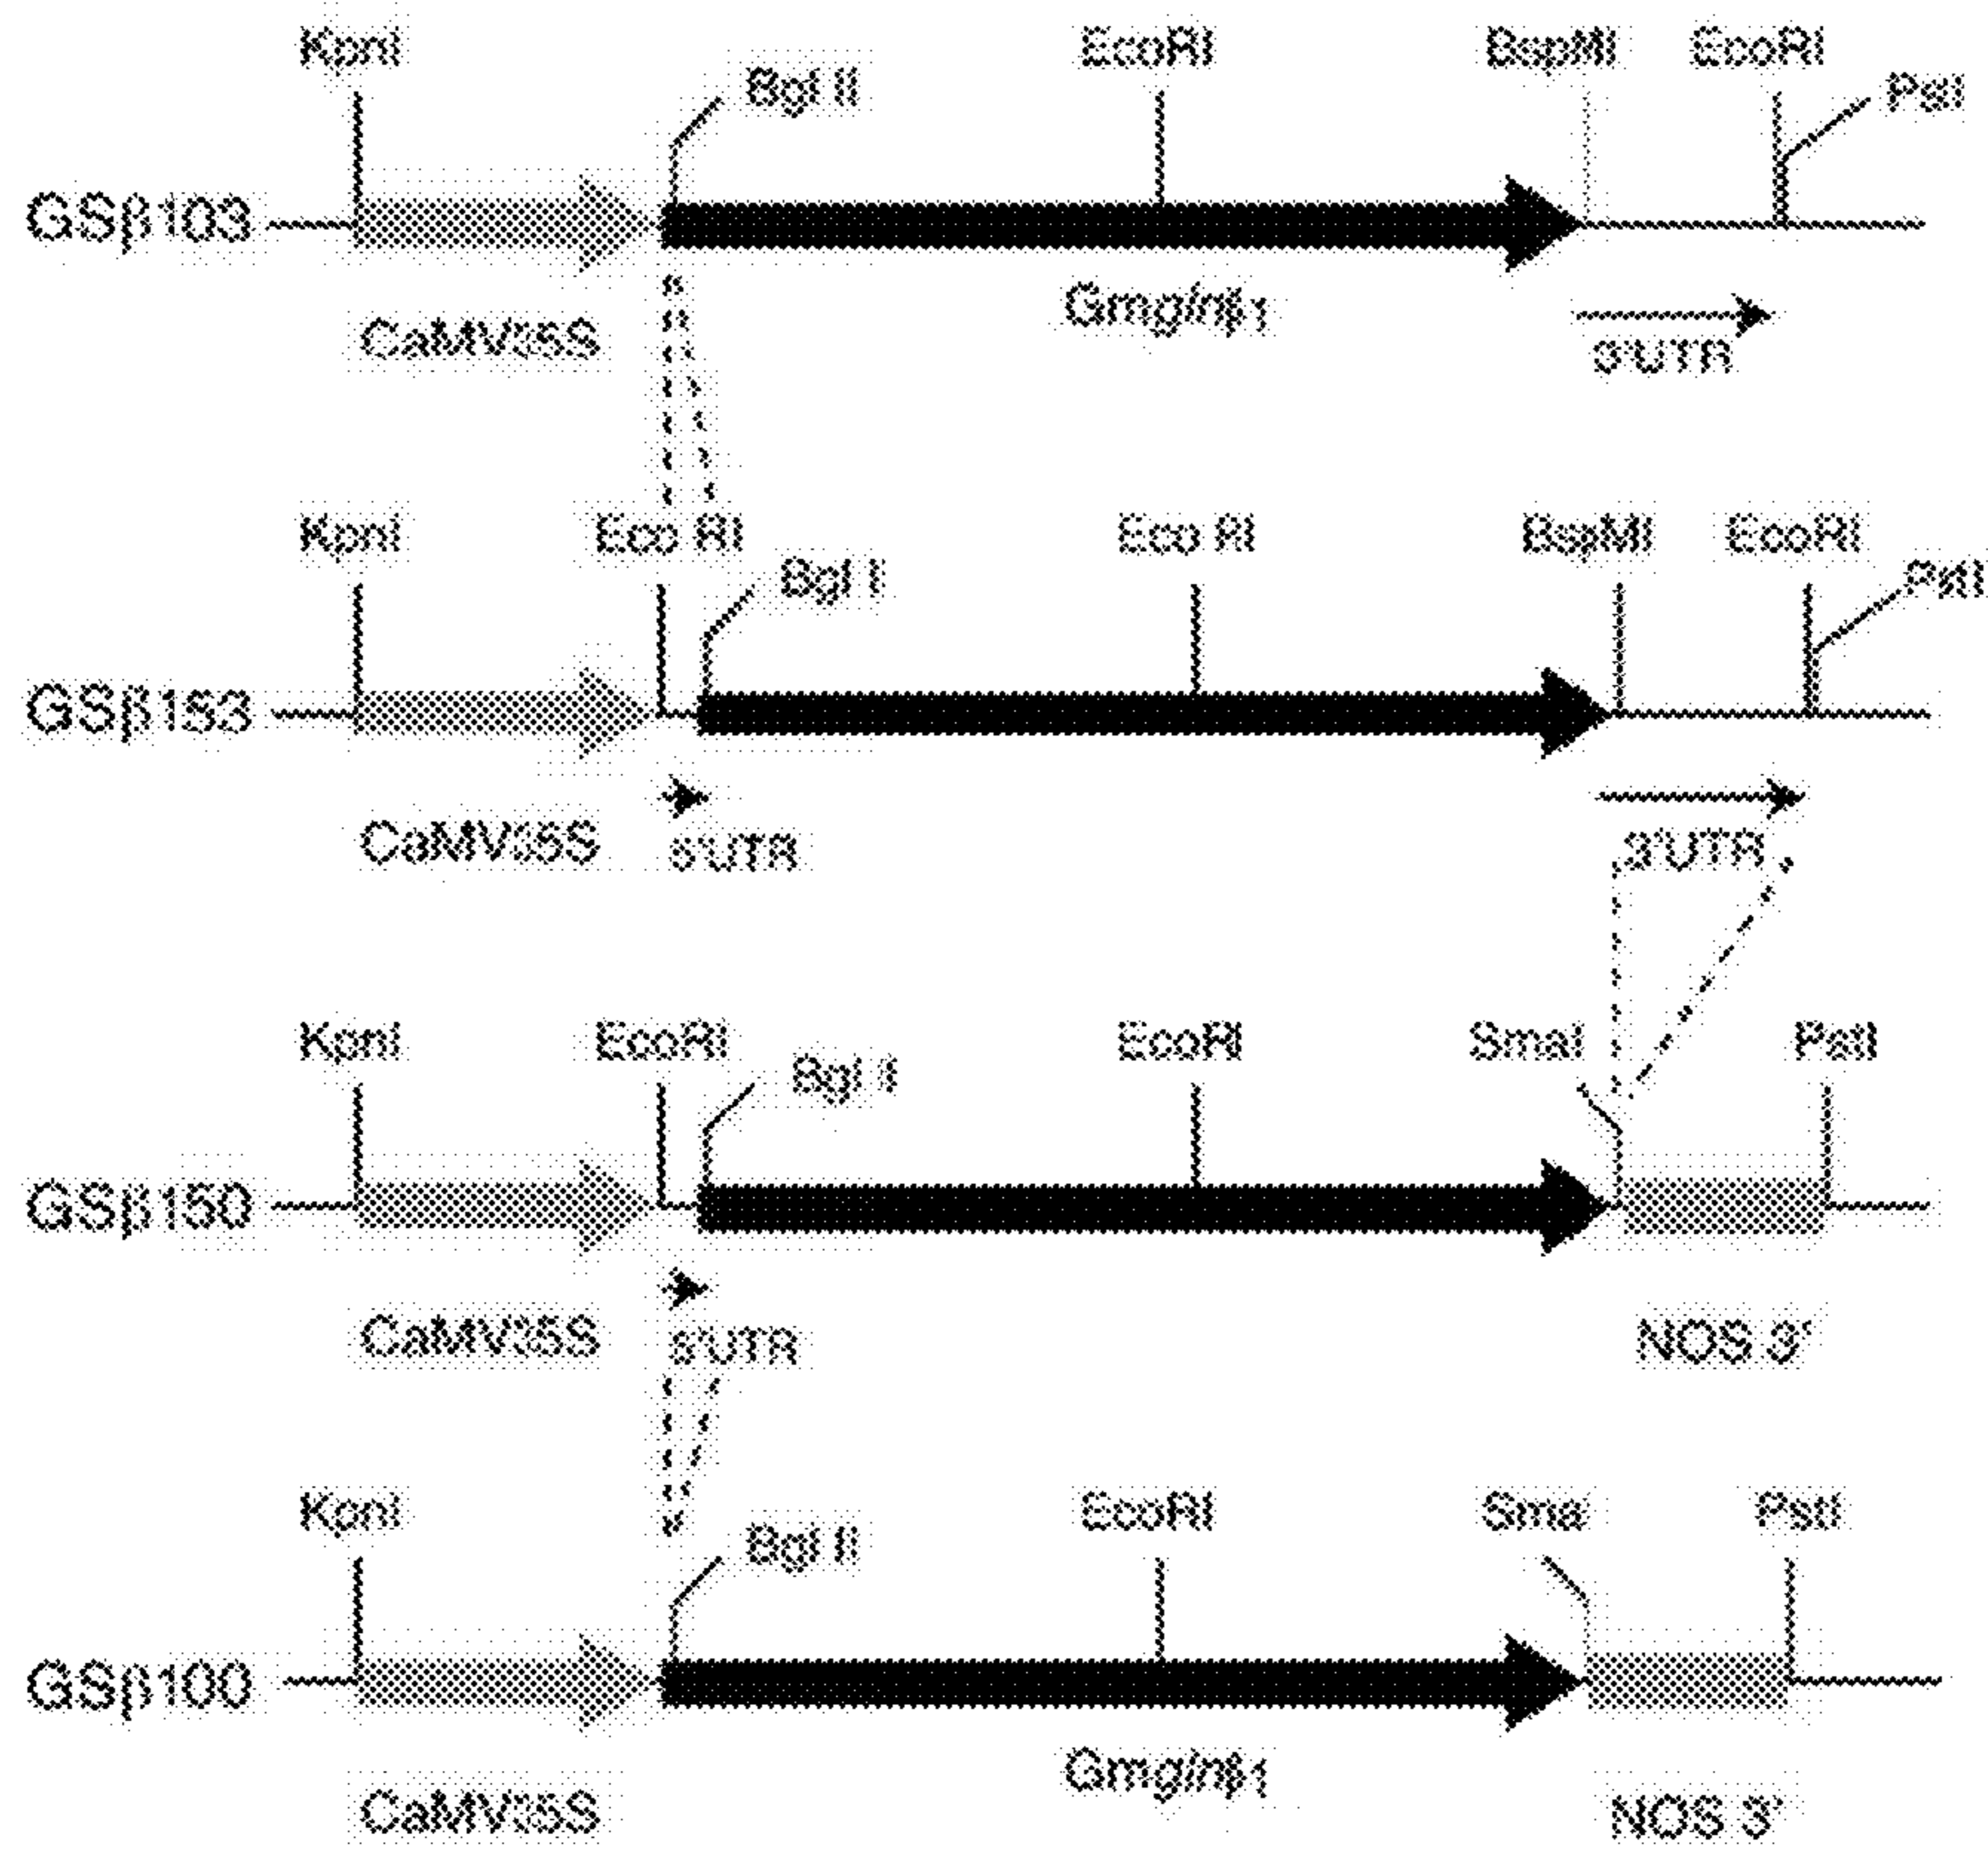 KpnI EcoRI BspMI EcoRI
Bgl II PstI
GSβ103
CaMV35S Gmglnβ1 3'UTR
KpnI Eco RI Eco RI BspMI EcoRI
Bgl I PstI
GSβ153
CaMV35S 5'UTR 3'UTR
KpnI EcoRI EcoRI SmaI PstI
Bgl II
GSβ150
CaMV35S 5'UTR NOS 3'
KpnI EcoRI Sma PstI
Bgl II
GSβ100
CaMV35S Gmglnβ1 NOS 3'